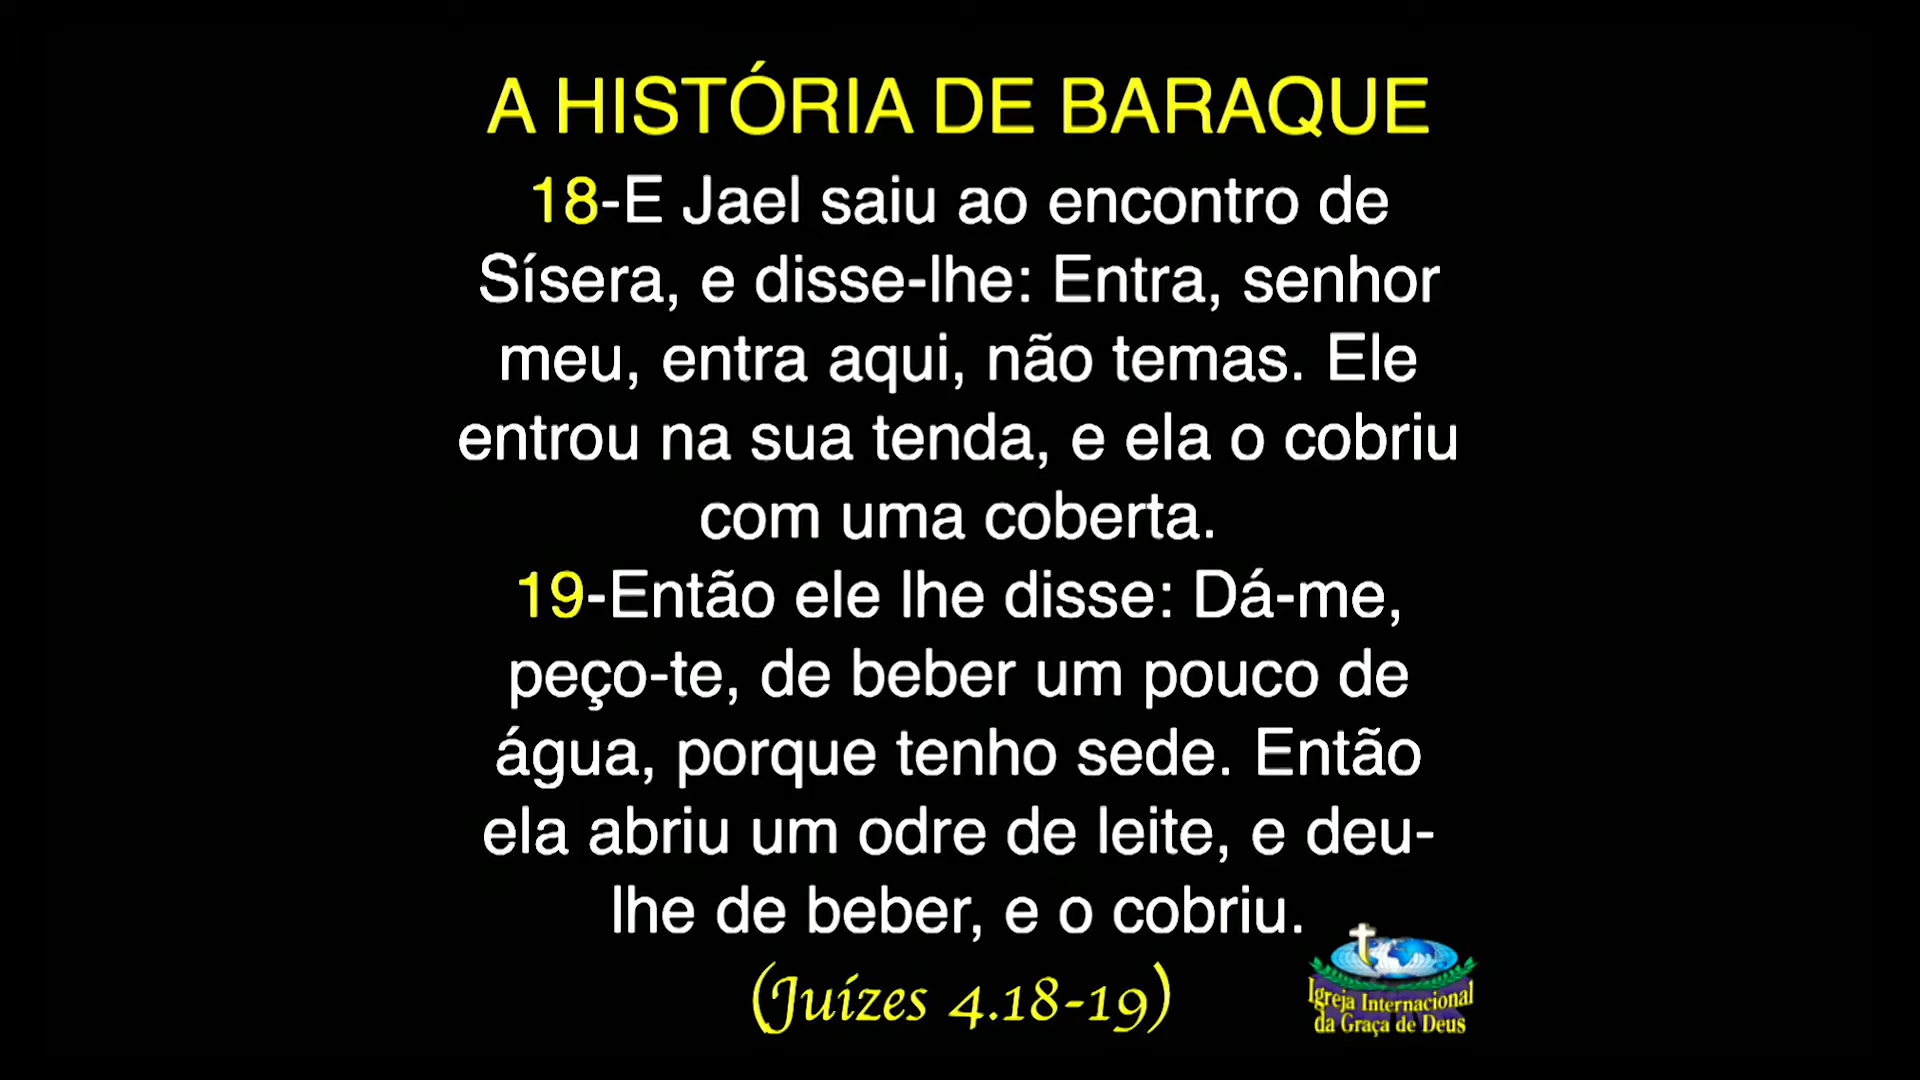 A HISTÓRIA DE BARAQUE
18-E Jael saiu ao encontro de
Sísera, e disse-lhe: Entra, senhor
meu, entra aqui, não temas. Ele
entrou na sua tenda, e ela o cobriu
com uma coberta.
19-Então ele lhe disse: Dá-me,
peço-te, de beber um pouco de
água, porque tenho sede. Então
ela abriu um odre de leite, e deu-
lhe de beber, e o cobriu.
(Juízes 4.18-19)
Igreja Internacional
da Graça de Deus